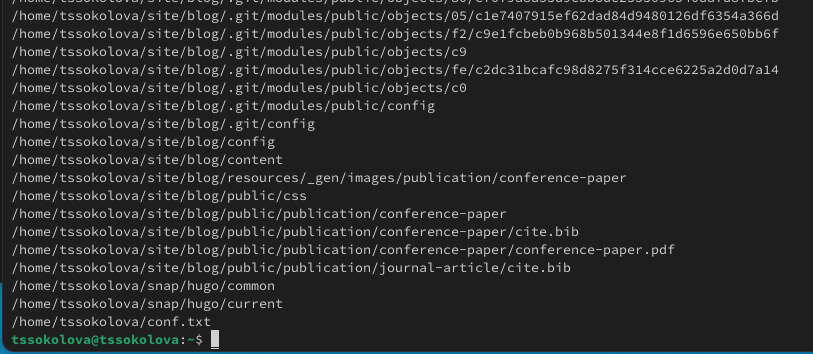 /home/tssokolova/site/blog/.git/modules/public/objects/05/c1e7407915ef62dad84d9480126df6354a366d
/home/tssokolova/site/blog/.git/modules/public/objects/f2/c9e1fcbeb0b968b501344e8f1d6596e650bb6f
/home/tssokolova/site/blog/.git/modules/public/objects/c9
/home/tssokolova/site/blog/.git/modules/public/objects/fe/c2dc31bcafc98d8275f314cce6225a2d0d7a14
/home/tssokolova/site/blog/.git/modules/public/objects/c0
/home/tssokolova/site/blog/.git/modules/public/config
/home/tssokolova/site/blog/.git/config
/home/tssokolova/site/blog/config
/home/tssokolova/site/blog/content
/home/tssokolova/site/blog/resources/_gen/images/publication/conference-paper
/home/tssokolova/site/blog/public/css
/home/tssokolova/site/blog/public/publication/conference-paper
/home/tssokolova/site/blog/public/publication/conference-paper/cite.bib
/home/tssokolova/site/blog/public/publication/conference-paper/conference-paper.pdf
/home/tssokolova/site/blog/public/publication/journal-article/cite.bib
/home/tssokolova/snap/hugo/common
/home/tssokolova/snap/hugo/current
/home/tssokolova/conf.txt
tssokolova@tssokolova:~$